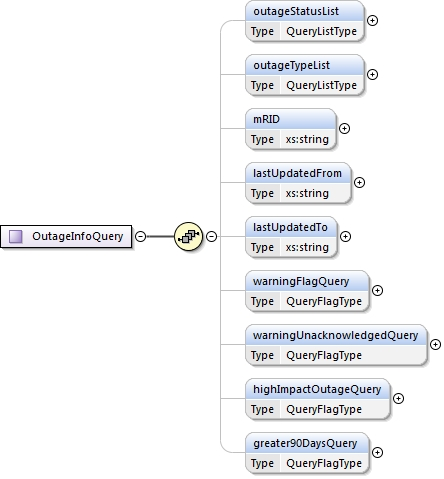 outageStatusList
Type QueryListType
outageTypeList
Type QueryListType
mRID
Type xs:string
lastUpdatedFrom
Type xs:string
OutageInfoQuery
lastUpdatedTo
Type xs:string
warningFlagQuery
Type QueryFlagType
warningUnacknowledgedQuery
Type QueryFlagType
highImpactOutageQuery
Type QueryFlagType
greater90DaysQuery
Type QueryFlagType